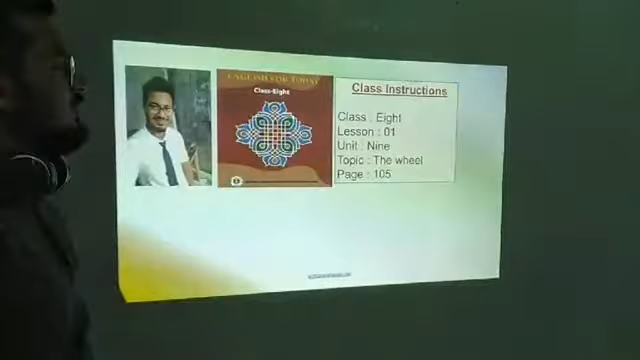 ENGLISH FOR TODAY
Class-Eight
Class Instructions
Class : Eight
Lesson : 01
Unit : Nine
Topic : The wheel
Page : 105